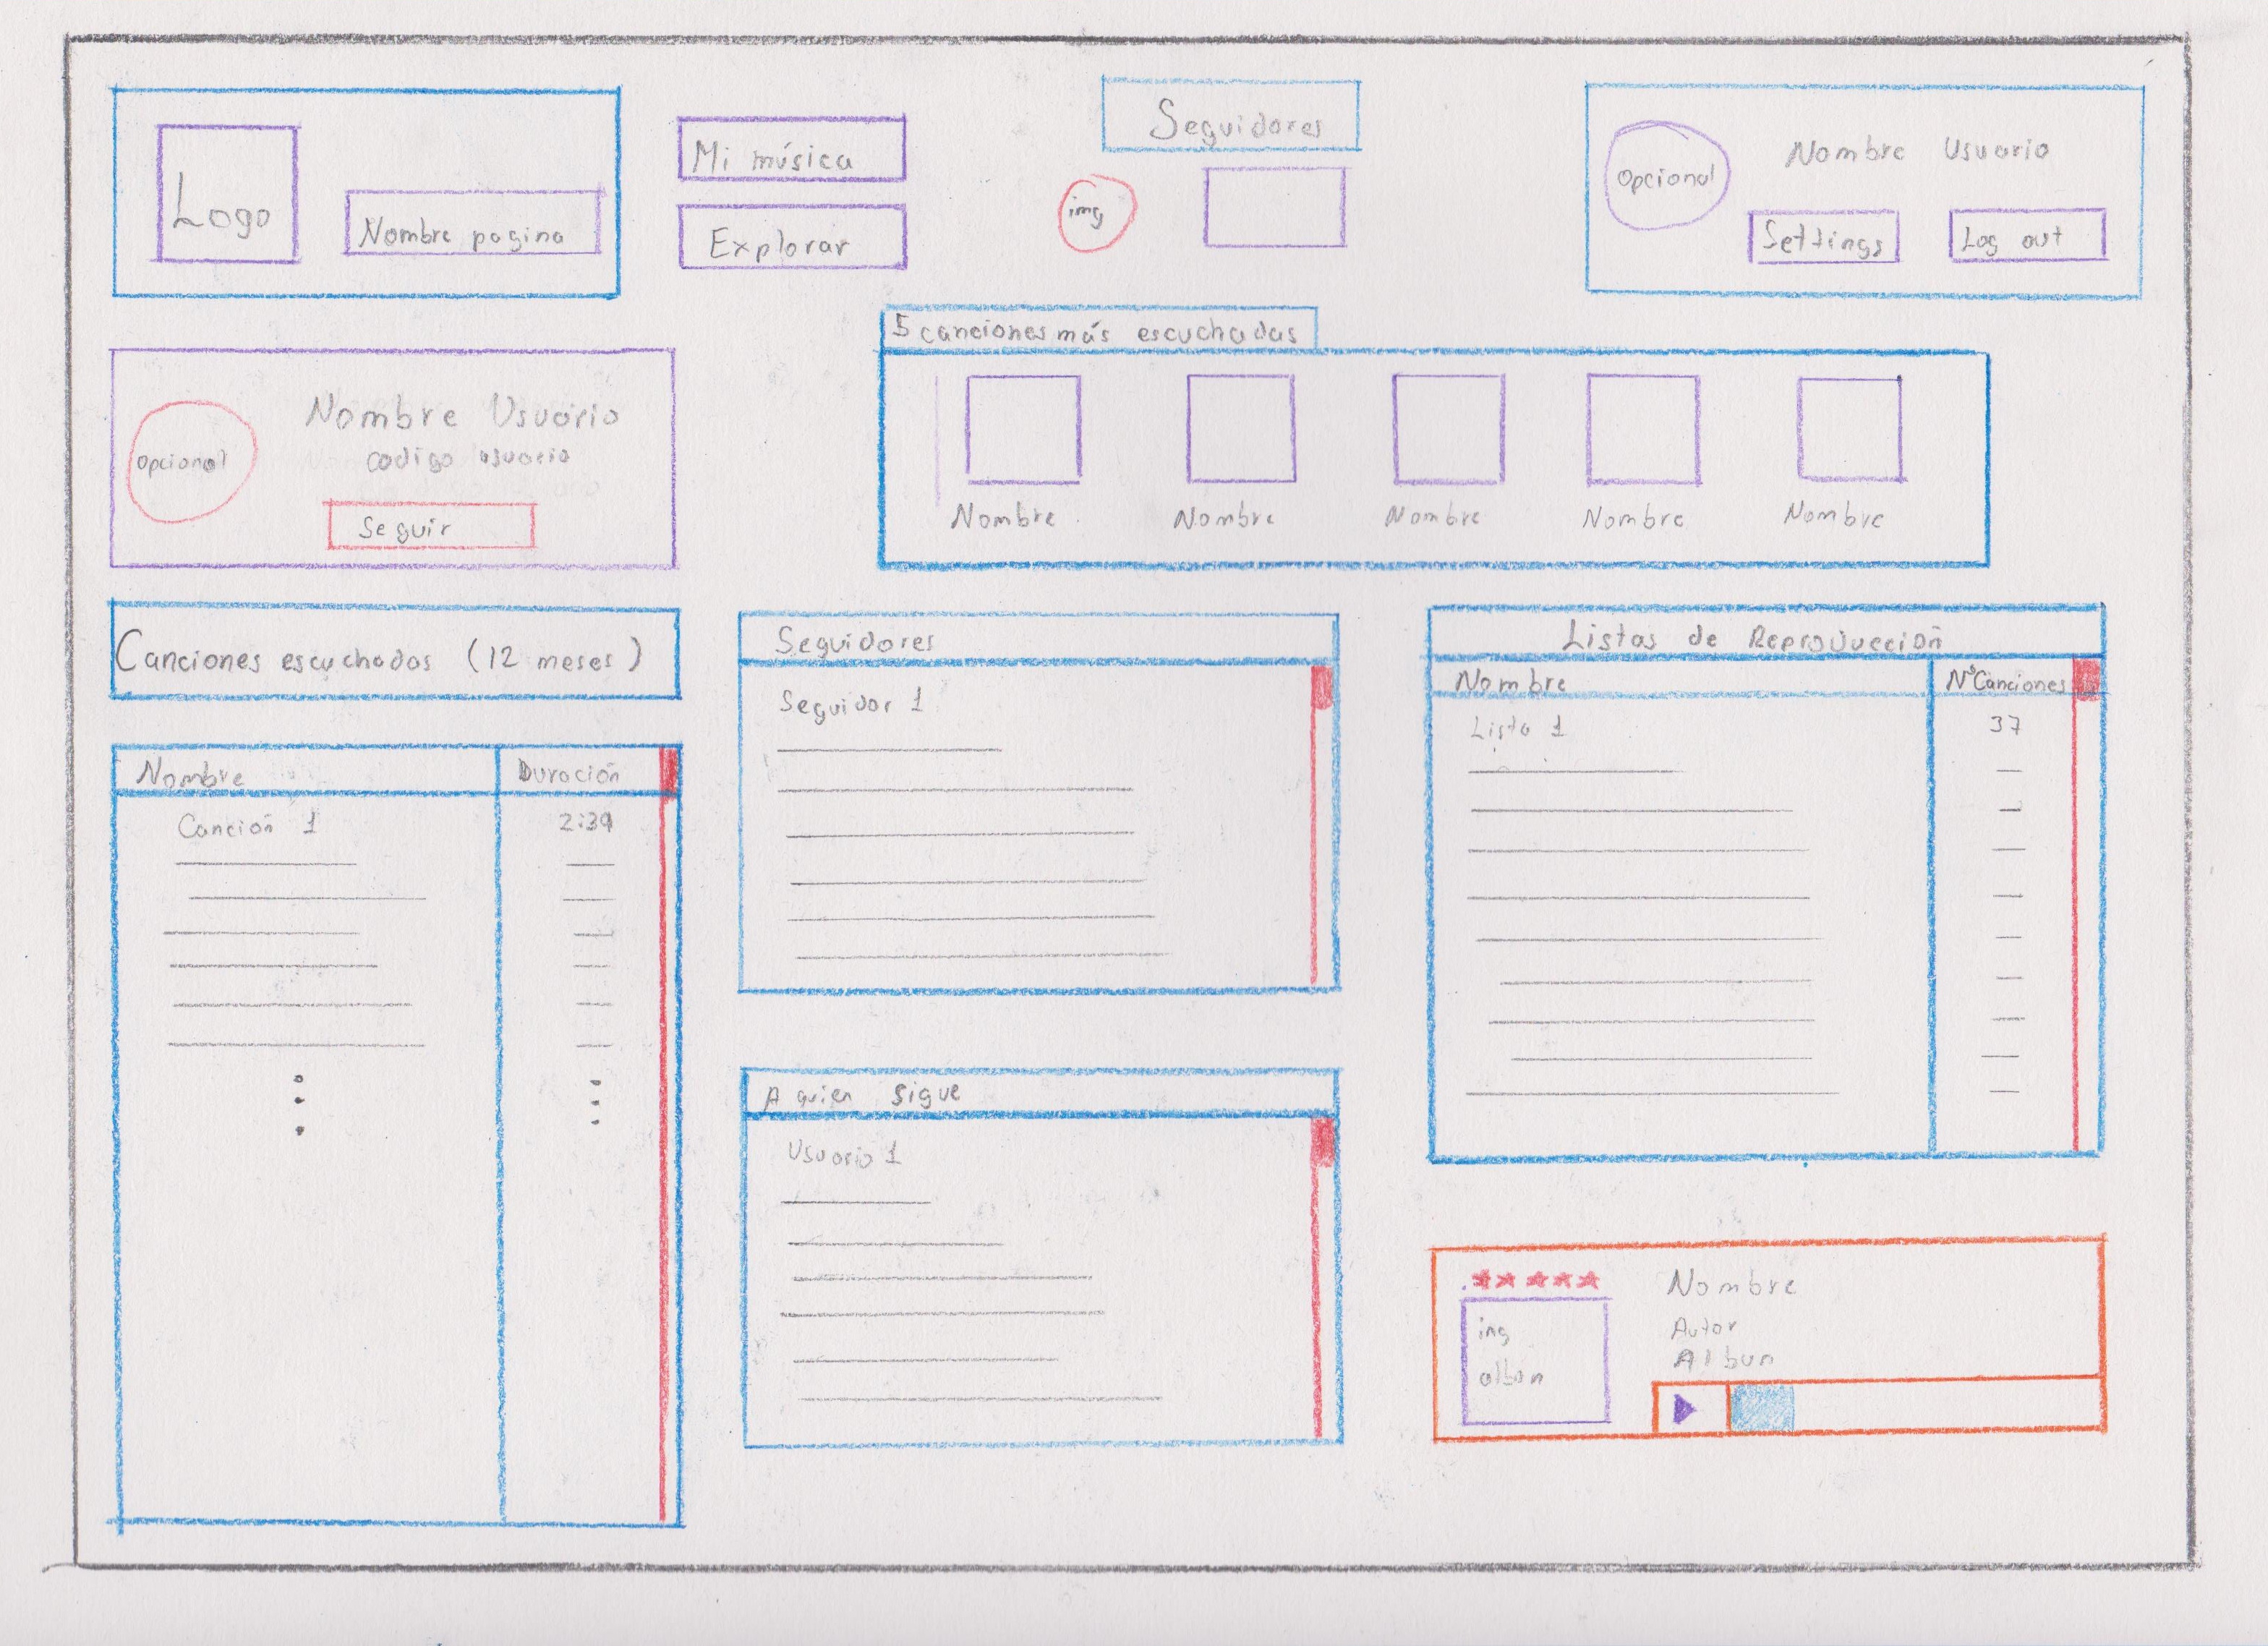 Logo
Nombre pagina
Mi música
Explorar
Seguidores
img
Opcional
Nombre Usuario
Settings
Log out
Opcional
Nombre Usuario
codigo usuario
Seguir
5 canciones más escuchadas
Nombre
Nombre
Nombre
Nombre
Nombre
Canciones escuchadas (12 meses)
Nombre Duración
Canción 1 2:34
Seguidores
Seguidor 1
A quien sigue
Usuario 1
Listas de Reproducción
Nombre NºCanciones
Lista 1 37
Nombre
Autor
Album
img
album